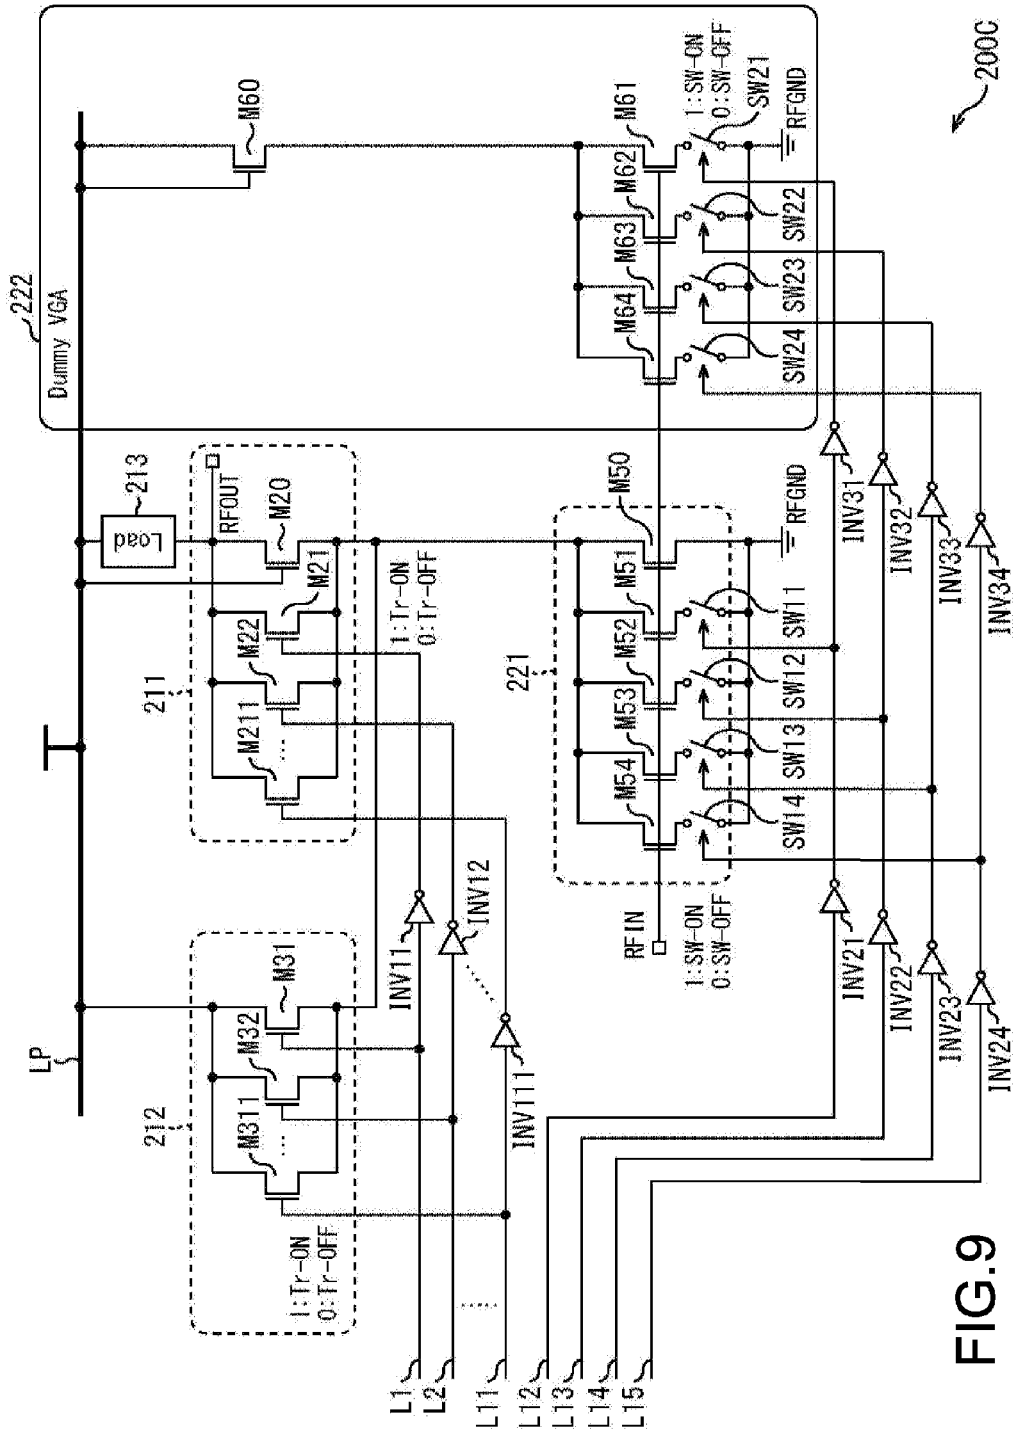 FIG.9
200C
222
Dummy VGA
M60
M61
M62
M63
M64
1:SW-ON
0:SW-OFF
SW21
SW22
SW23
SW24
RFGND
213
Load
RFOUT
211
M20
M21
M22
M211
...
1:Tr-ON
0:Tr-OFF
LP
212
M31
M32
M311
...
1:Tr-ON
0:Tr-OFF
INV11
INV12
INV111
221
M50
M51
M52
M53
M54
RFGND
SW11
SW12
SW13
SW14
RFIN
1:SW-ON
0:SW-OFF
INV31
INV32
INV33
INV34
INV21
INV22
INV23
INV24
L1
L2
L11
L12
L13
L14
L15